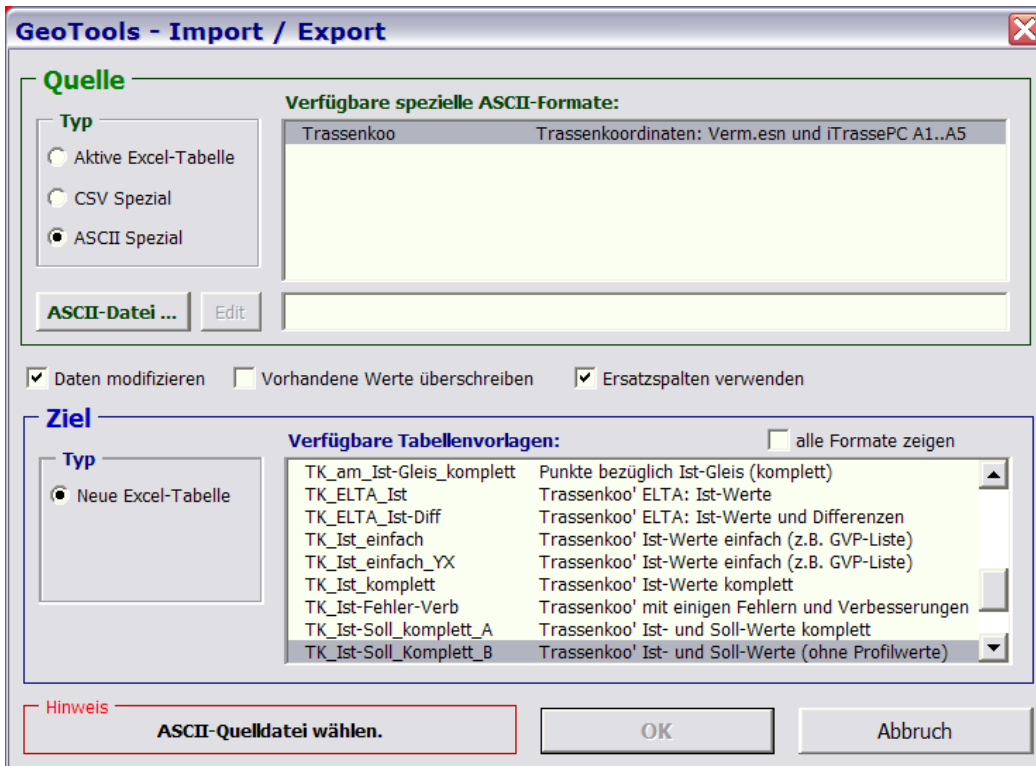 GeoTools - Import / Export
Quelle
Typ
Aktive Excel-Tabelle
CSV Spezial
ASCII Spezial
Verfügbare spezielle ASCII-Formate:
Trassenkoo Trassenkoordinaten: Verm.esn und iTrassePC A1..A5
ASCII-Datei ... Edit
Daten modifizieren Vorhandene Werte überschreiben Ersatzspalten verwenden
Ziel
Typ
Neue Excel-Tabelle
Verfügbare Tabellenvorlagen: alle Formate zeigen
TK_am_Ist-Gleis_komplett Punkte bezüglich Ist-Gleis (komplett)
TK_ELTA_Ist Trassenkoo' ELTA: Ist-Werte
TK_ELTA_Ist-Diff Trassenkoo' ELTA: Ist-Werte und Differenzen
TK_Ist_einfach Trassenkoo' Ist-Werte einfach (z.B. GVP-Liste)
TK_Ist_einfach_YX Trassenkoo' Ist-Werte einfach (z.B. GVP-Liste)
TK_Ist_komplett Trassenkoo' Ist-Werte komplett
TK_Ist-Fehler-Verb Trassenkoo' mit einigen Fehlern und Verbesserungen
TK_Ist-Soll_komplett_A Trassenkoo' Ist- und Soll-Werte komplett
TK_Ist-Soll_Komplett_B Trassenkoo' Ist- und Soll-Werte (ohne Profilwerte)
Hinweis
ASCII-Quelldatei wählen.
OK Abbruch